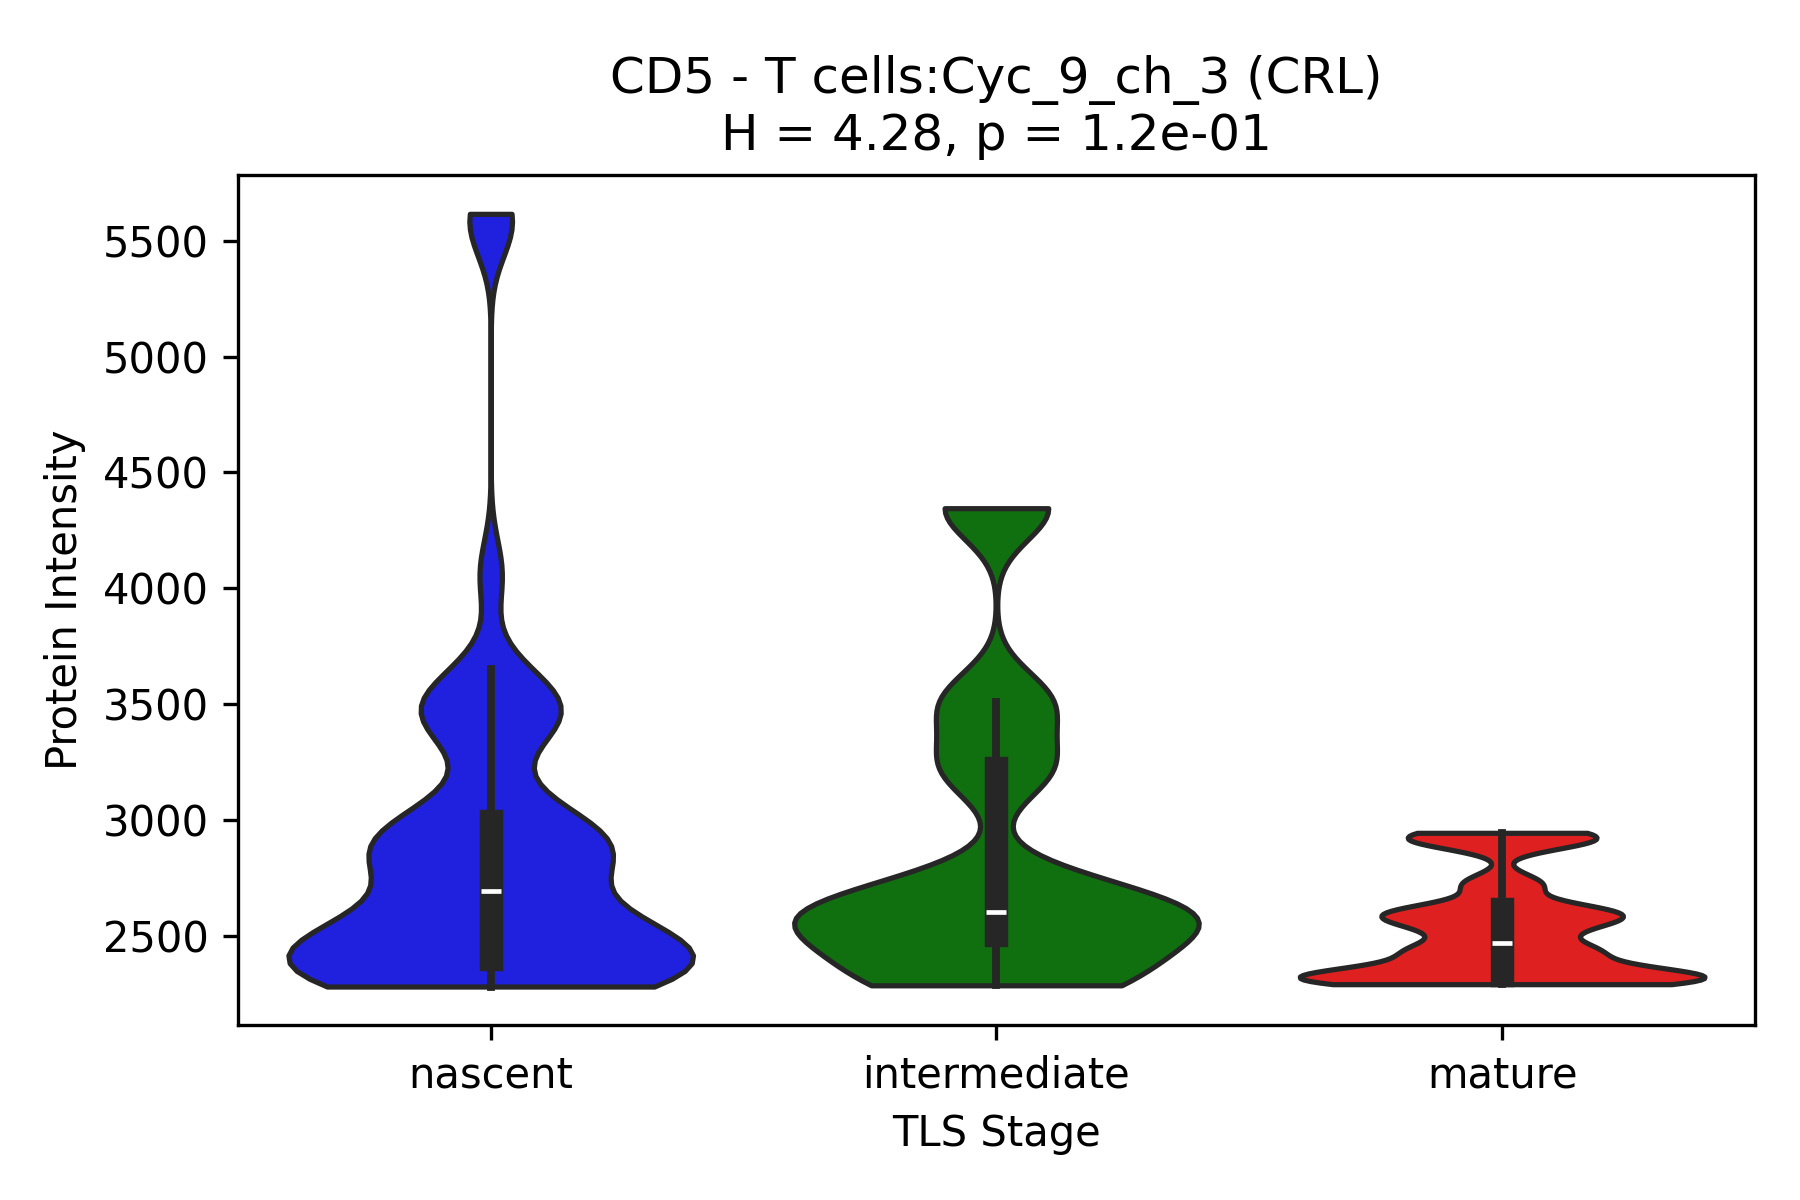 CD5 - T cells:Cyc_9_ch_3 (CRL)
H = 4.28, p = 1.2e-01
Protein Intensity
5500
5000
4500
4000
3500
3000
2500
nascent
intermediate
mature
TLS Stage